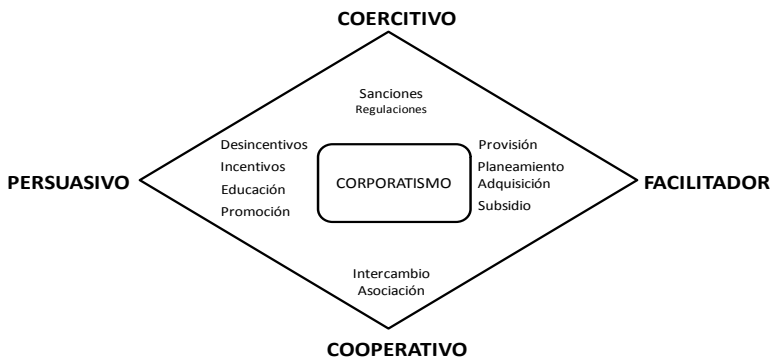 COERCITIVO
Sanciones
Regulaciones
Desincentivos
Incentivos
Educación
Promoción
Provisión
Planeamiento
Adquisición
Subsidio
PERSUASIVO
CORPORATISMO
FACILITADOR
Intercambio
Asociación
COOPERATIVO